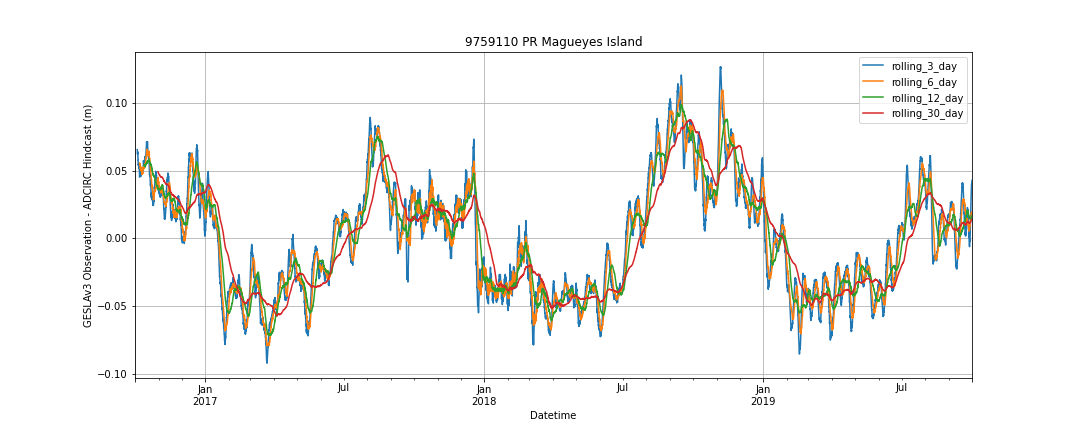 9759110 PR Magueyes Island
GESLAv3 Observation - ADCIRC Hindcast (m)
0.10
0.05
0.00
−0.05
−0.10
rolling_3_day
rolling_6_day
rolling_12_day
rolling_30_day
Jan
2017
Jul
Jan
2018
Jul
Jan
2019
Jul
Datetime